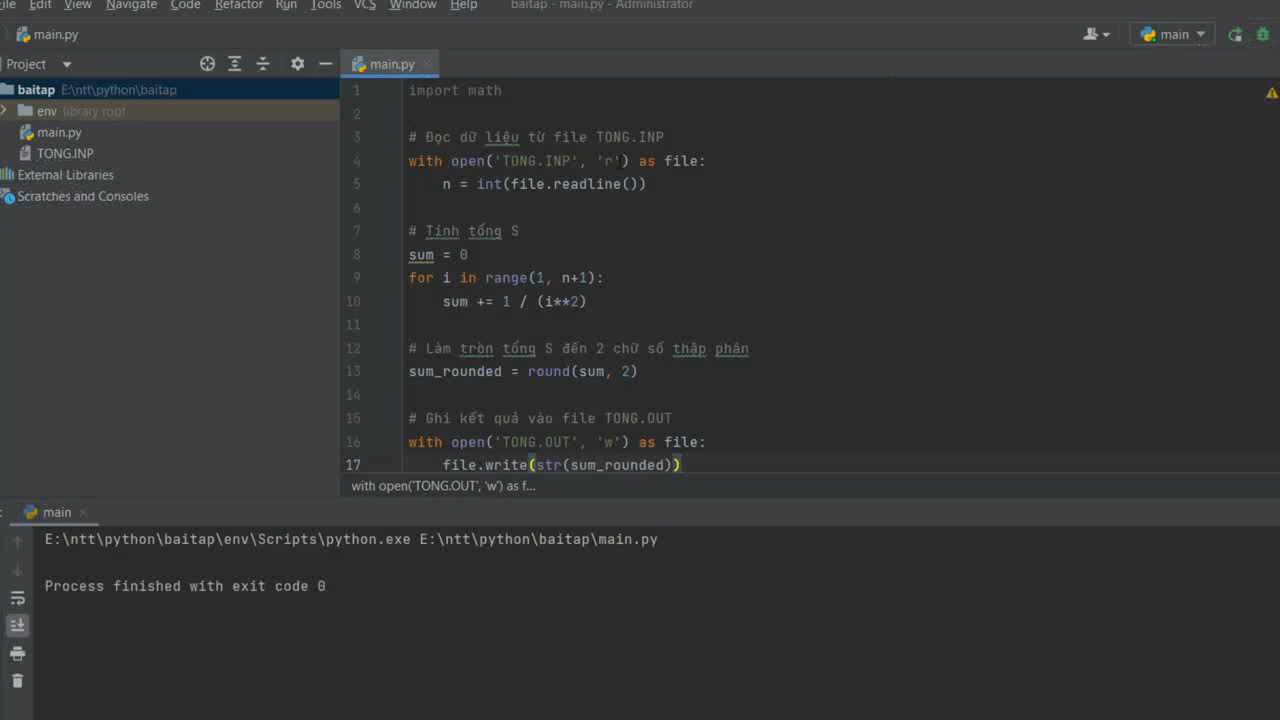 File Edit View Navigate Code Refactor Run Tools VCS Window Help baitap - main.py - Administrator
main.py
main
Project
main.py
baitap E:\ntt\python\baitap
env library root
main.py
TONG.INP
External Libraries
Scratches and Consoles
1 import math
2
3 # Đọc dữ liệu từ file TONG.INP
4 with open('TONG.INP', 'r') as file:
5 n = int(file.readline())
6
7 # Tính tổng S
8 sum = 0
9 for i in range(1, n+1):
10 sum += 1 / (i**2)
11
12 # Làm tròn tổng S đến 2 chữ số thập phân
13 sum_rounded = round(sum, 2)
14
15 # Ghi kết quả vào file TONG.OUT
16 with open('TONG.OUT', 'w') as file:
17 file.write(str(sum_rounded))
with open('TONG.OUT', 'w') as f...
: main
E:\ntt\python\baitap\env\Scripts\python.exe E:\ntt\python\baitap\main.py
Process finished with exit code 0